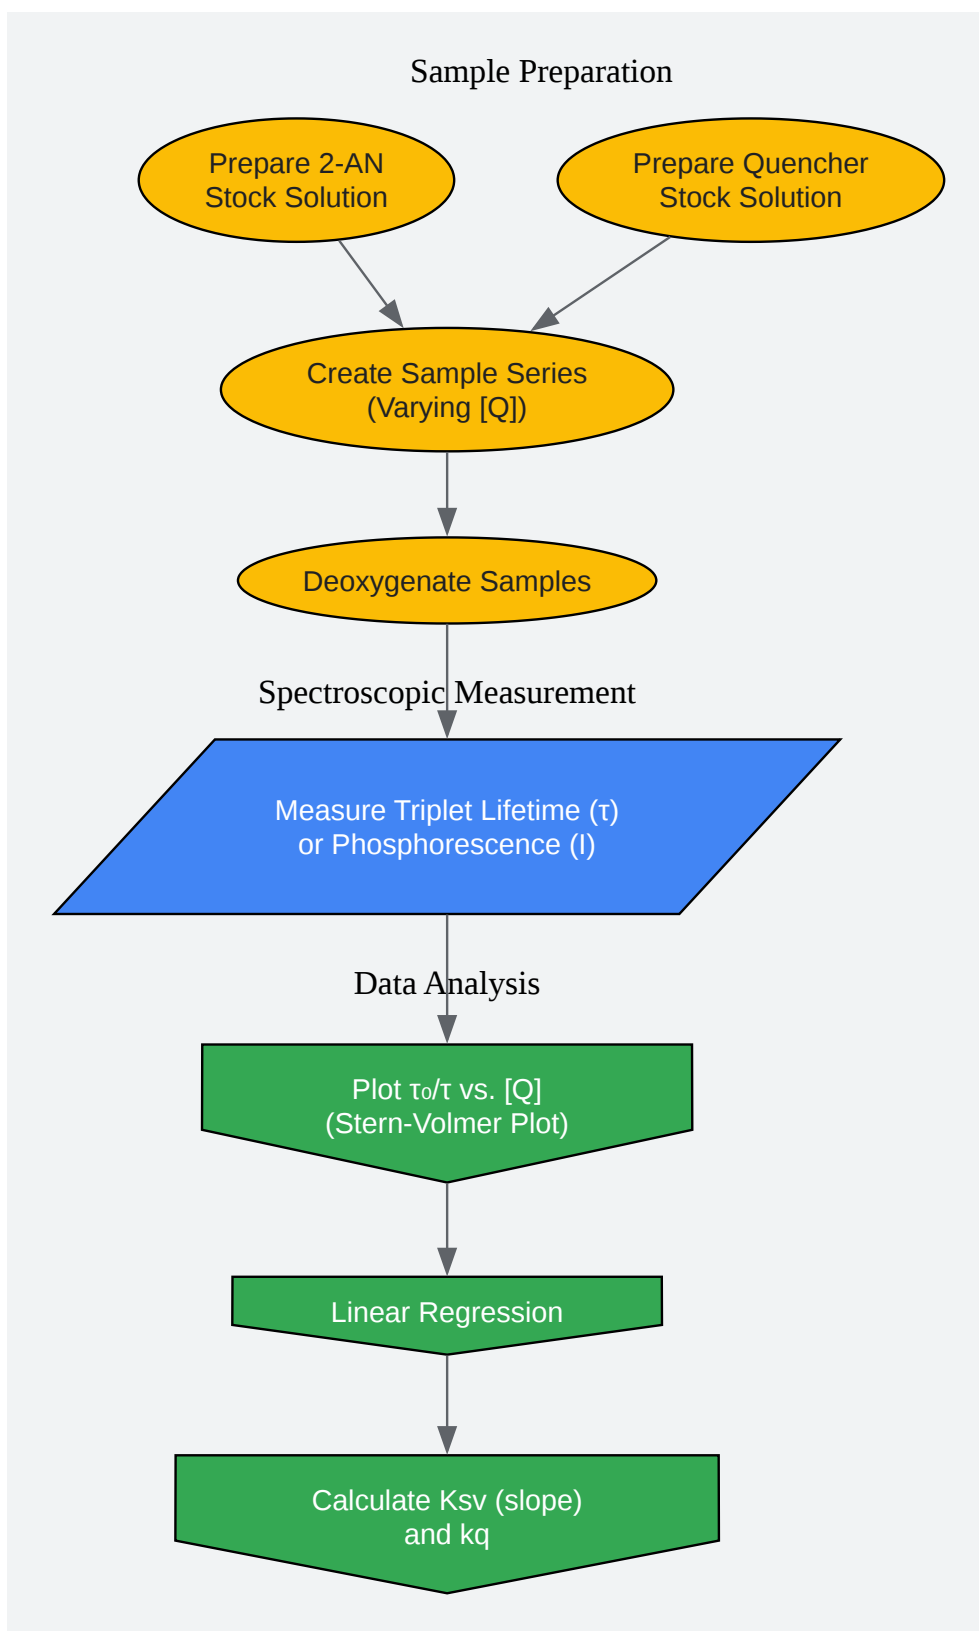 Sample Preparation
Prepare 2-AN
Stock Solution
Prepare Quencher
Stock Solution
Create Sample Series
(Varying [Q])
Deoxygenate Samples
Spectroscopic Measurement
Measure Triplet Lifetime (τ)
or Phosphorescence (I)
Data Analysis
Plot τ₀/τ vs. [Q]
(Stern-Volmer Plot)
Linear Regression
Calculate Ksv (slope)
and kq